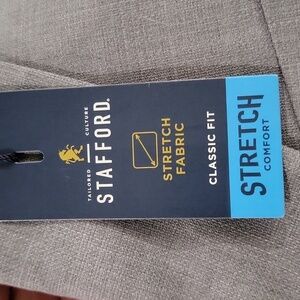 TAILORED CULTURE
STAFFORD.
STRETCH
FABRIC
CLASSIC FIT
STRETCH
COMFORT